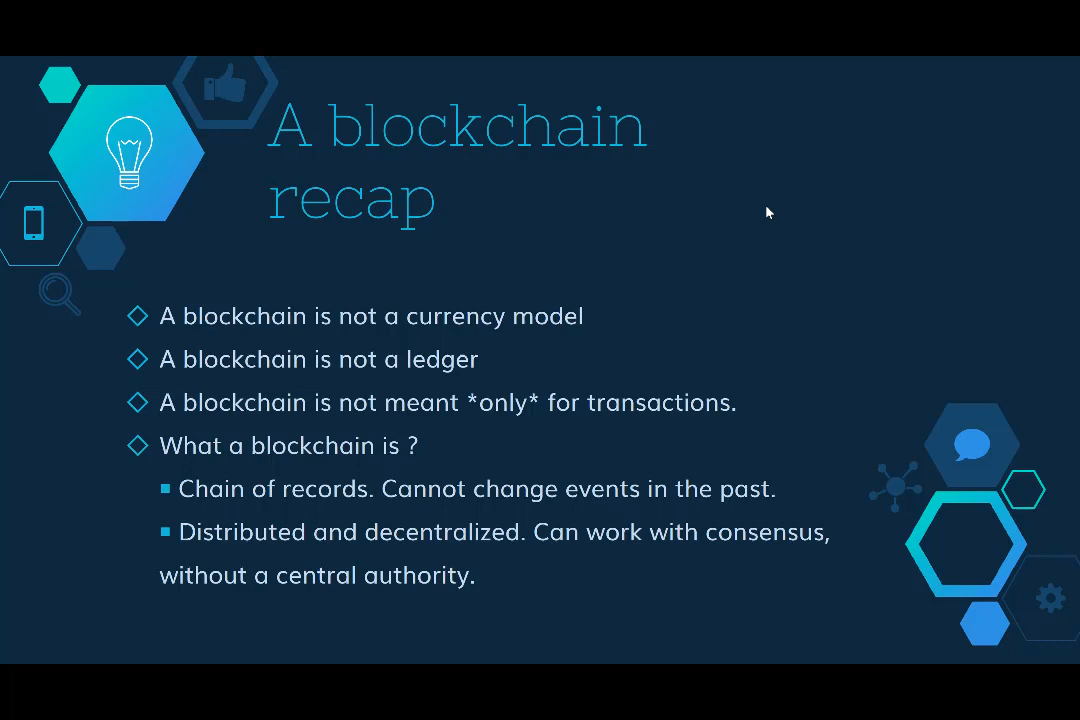 A blockchain
recap
A blockchain is not a currency model
A blockchain is not a ledger
A blockchain is not meant *only* for transactions.
What a blockchain is ?
Chain of records. Cannot change events in the past.
Distributed and decentralized. Can work with consensus,
without a central authority.